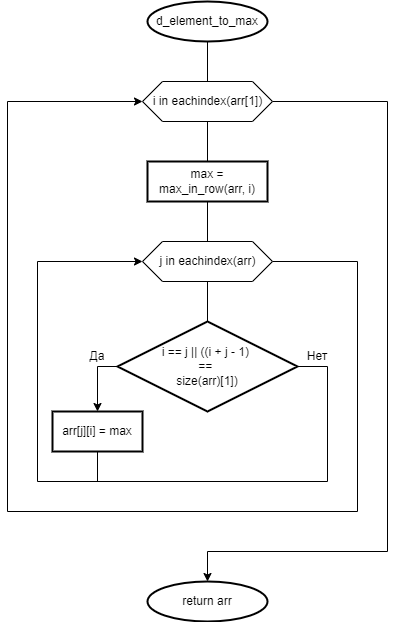 d_element_to_max
i in eachindex(arr[1])
max =
max_in_row(arr, i)
j in eachindex(arr)
Да
i == j || ((i + j - 1)
==
size(arr)[1])
Нет
arr[j][i] = max
return arr